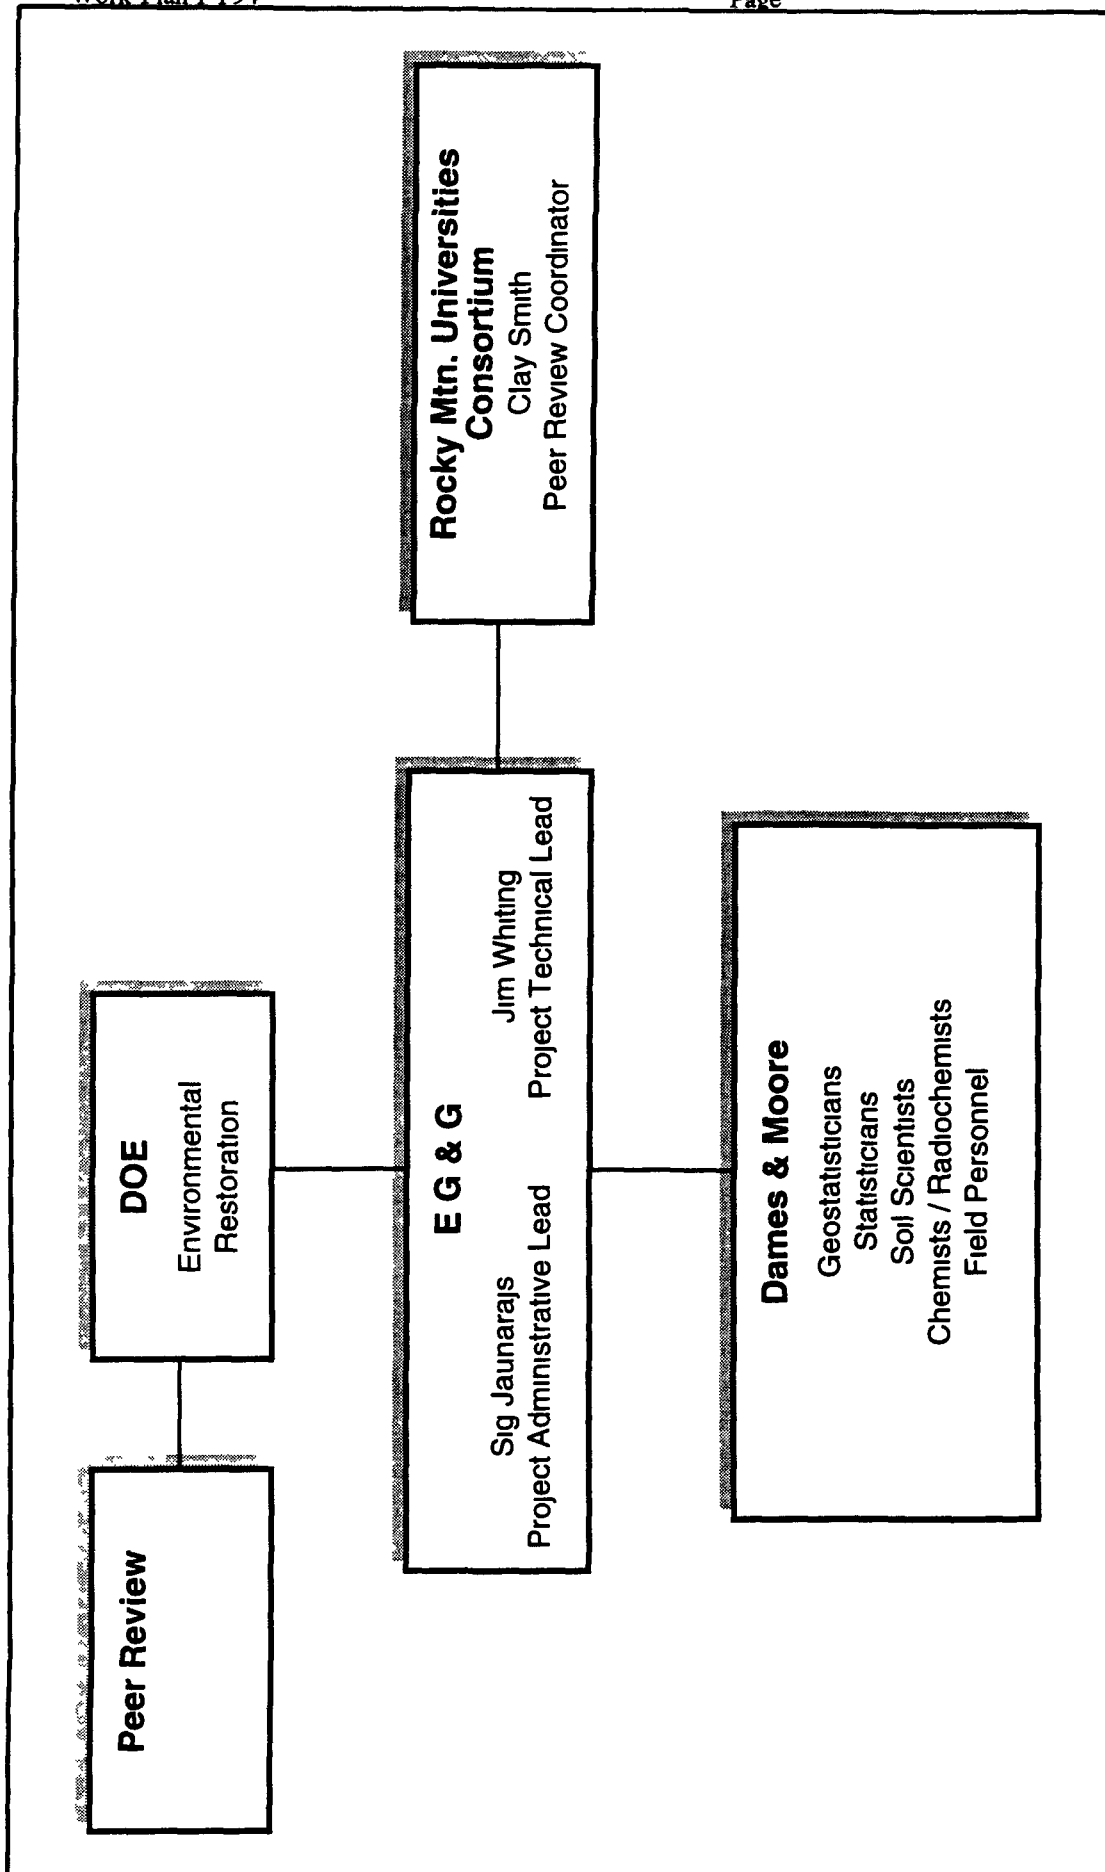 Page
Peer Review
DOE
Environmental
Restoration
E G & G
Sig Jaunarajs
Project Administrative Lead
Jim Whiting
Project Technical Lead
Rocky Mtn. Universities
Consortium
Clay Smith
Peer Review Coordinator
Dames & Moore
Geostatisticians
Statisticians
Soil Scientists
Chemists / Radiochemists
Field Personnel